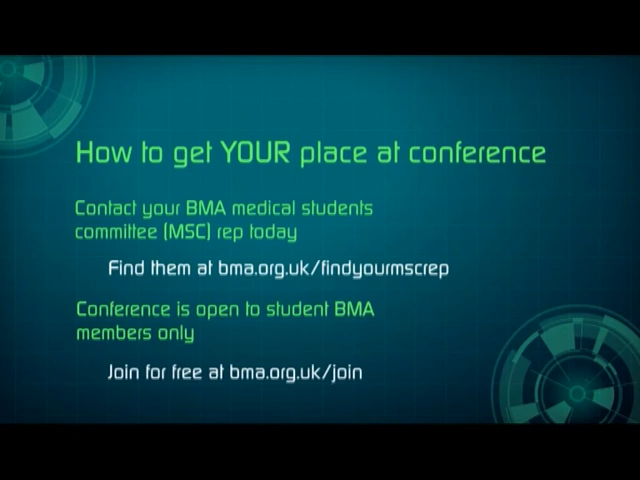 How to get YOUR place at conference
Contact your BMA medical students
committee (MSC) rep today
Find them at bma.org.uk/findyourmscrep
Conference is open to student BMA
members only
Join for free at bma.org.uk/join